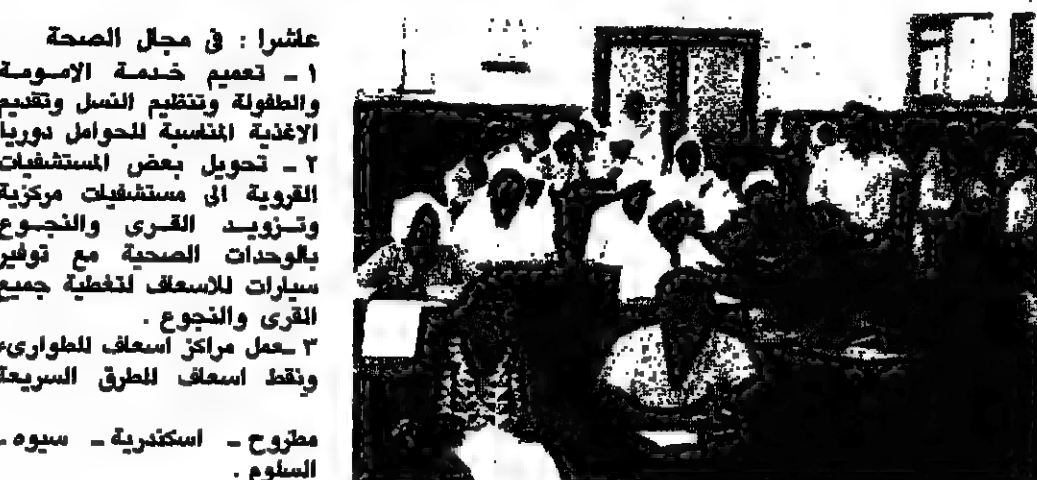 عاشرا : في مجال الصحة
١ ـ تعميم خدمة الامومة
والطفولة وتنظيم النسل وتقديم
الاغذية المناسبة للحوامل دوريا
٢ ـ تحويل بعض المستشفيات
القروية الى مستشفيات مركزية
وتزويد القرى والنجوع
بالوحدات الصحية مع توفير
سيارات للاسعاف لتغطية جميع
القرى والنجوع .
٣ ـ عمل مراكز اسعاف للطوارىء
ونقط اسعاف للطرق السريعة
مطروح ـ اسكندرية ـ سيوه ـ
السلوم .